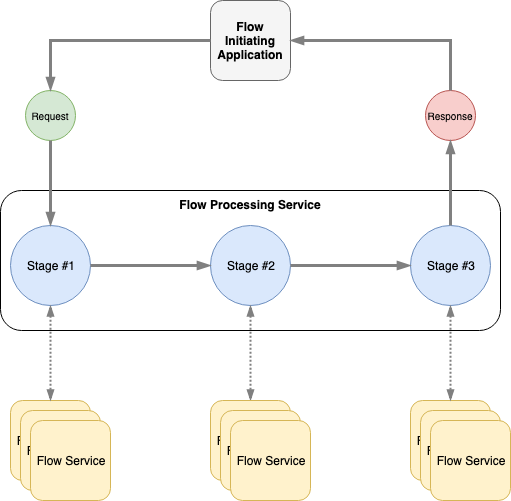 Flow
Initiating
Application
Request
Response
Flow Processing Service
Stage #1
Stage #2
Stage #3
F
F
Flow Service
F
F
Flow Service
F
F
Flow Service